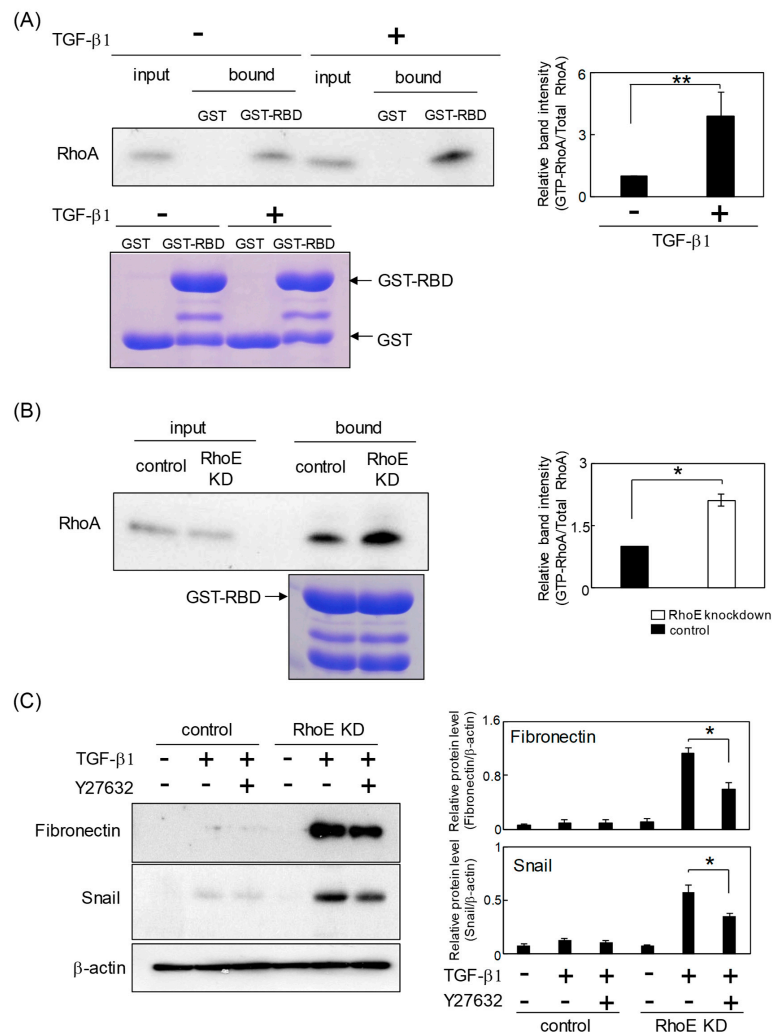 (A)
TGF-β1 - +
input bound input bound
GST GST-RBD GST GST-RBD
RhoA
TGF-β1 - +
GST GST-RBD GST GST-RBD
GST-RBD
GST
Relative band intensity
(GTP-RhoA/Total RhoA)
6
4
2
0
**
- +
TGF-β1
(B)
input bound
control RhoE KD control RhoE KD
RhoA
GST-RBD
Relative band intensity
(GTP-RhoA/Total RhoA)
3
1.5
0
*
RhoE knockdown
control
(C)
control RhoE KD
TGF-β1 - + + - + +
Y27632 - - + - - +
Fibronectin
Snail
β-actin
Relative protein level
(Fibronectin/β-actin)
1.6
0.8
0
Fibronectin
*
Relative protein level
(Snail/β-actin)
1
0.5
0
Snail
*
TGF-β1 - + + - + +
Y27632 - - + - - +
control RhoE KD